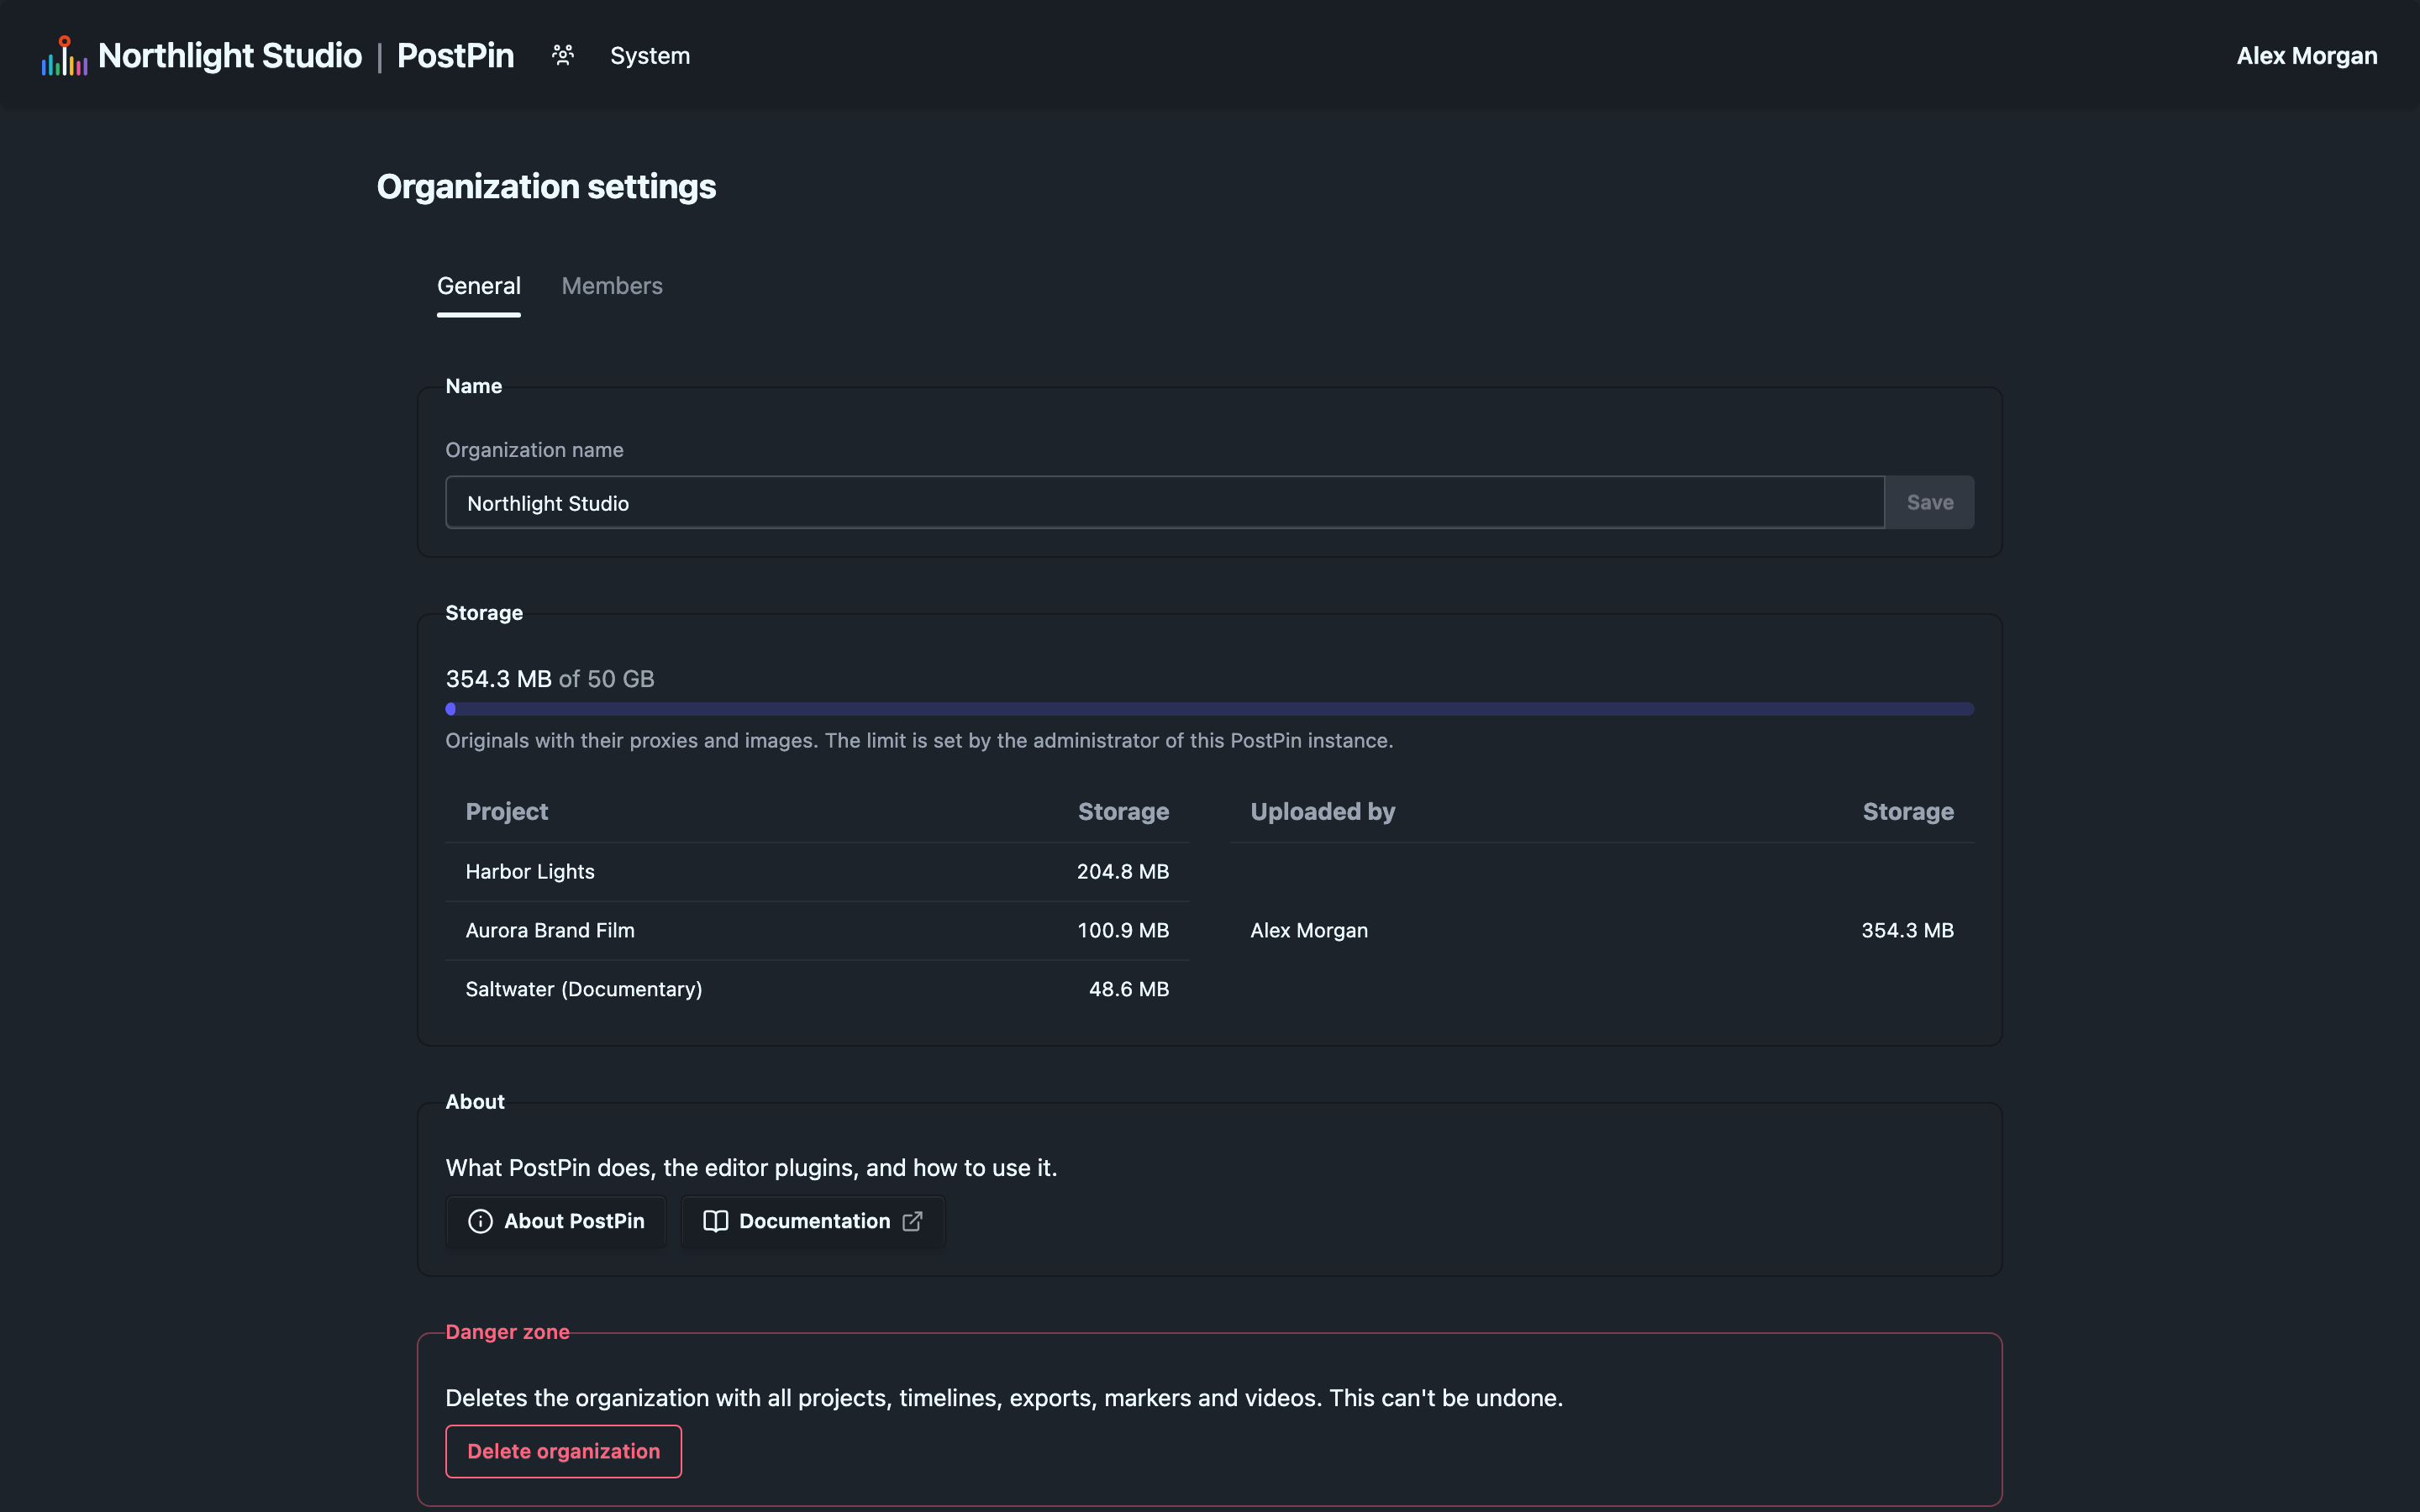 Northlight Studio | PostPin System Alex Morgan
Organization settings
General Members
Name
Organization name
Northlight Studio Save
Storage
354.3 MB of 50 GB
Originals with their proxies and images. The limit is set by the administrator of this PostPin instance.
Project Storage Uploaded by Storage
Harbor Lights 204.8 MB
Aurora Brand Film 100.9 MB Alex Morgan 354.3 MB
Saltwater (Documentary) 48.6 MB
About
What PostPin does, the editor plugins, and how to use it.
About PostPin Documentation
Danger zone
Deletes the organization with all projects, timelines, exports, markers and videos. This can't be undone.
Delete organization